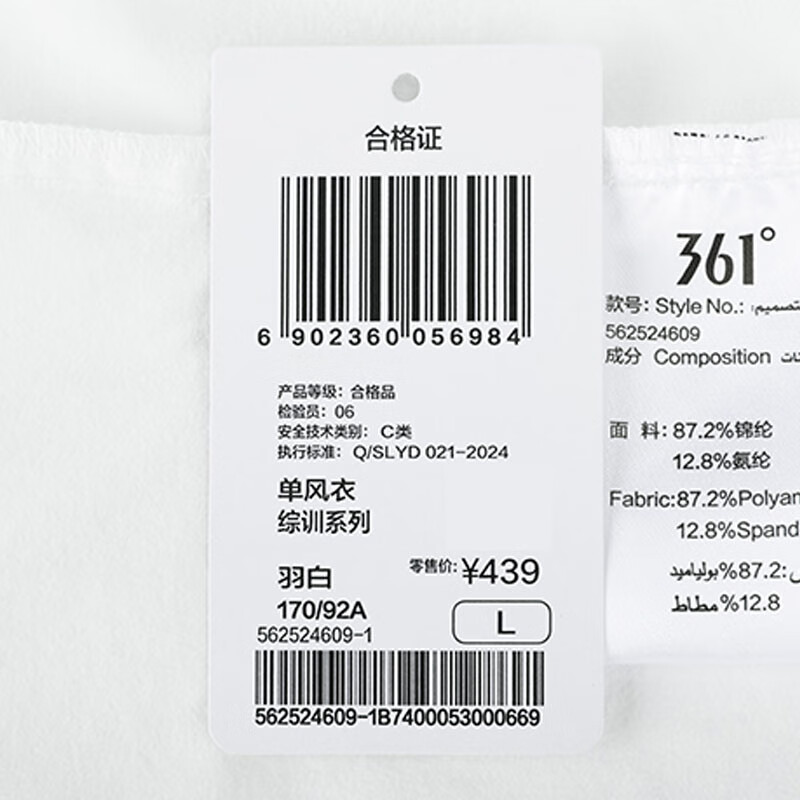 合格证
6 902360 056984
产品等级: 合格品
检验员: 06
安全技术类别: C类
执行标准: Q/SLYD 021-2024
单风衣
综训系列
羽白
零售价: ¥439
170/92A
L
562524609-1
562524609-1B7400053000669
361°
款号: Style No.:
562524609
成分 Composition
面 料: 87.2%锦纶
12.8%氨纶
Fabric:87.2%
12.8%
87.2%بولياميد
12.8%مطاط